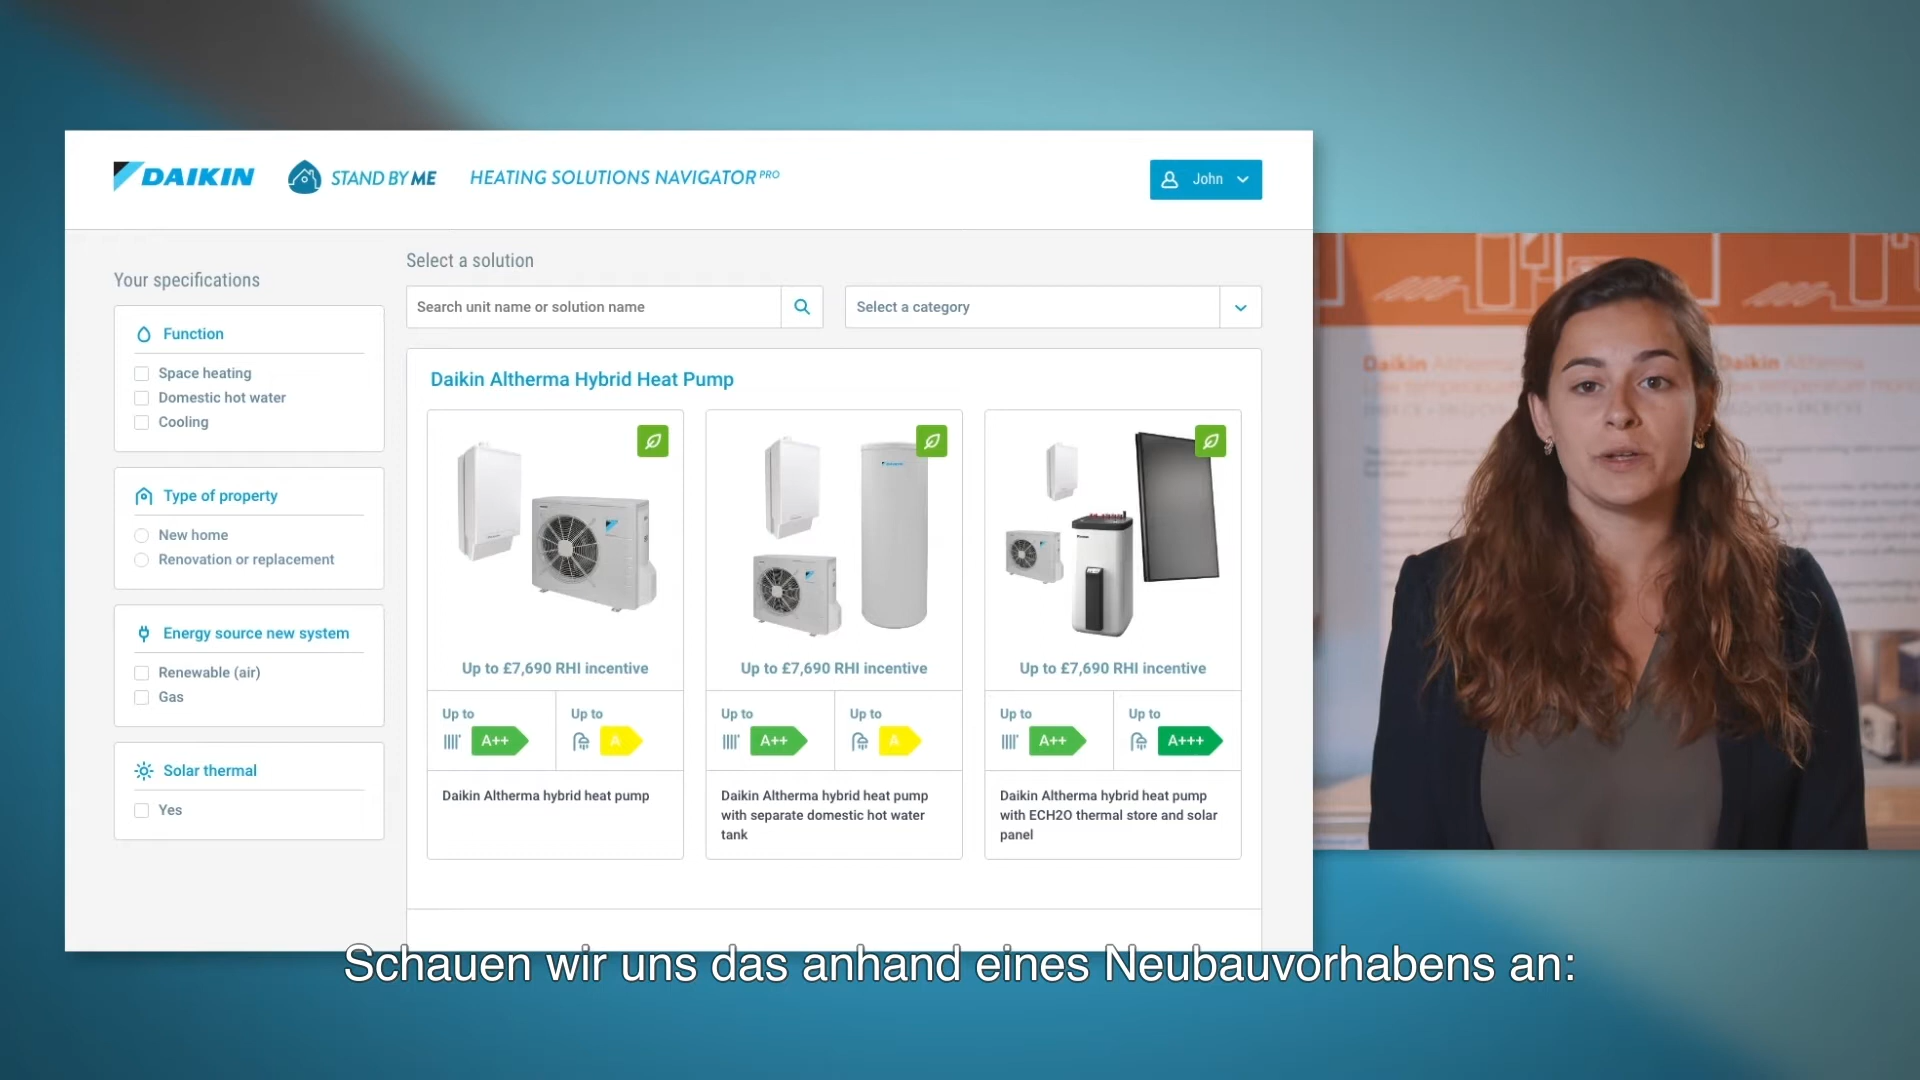 DAIKIN
STAND BY ME
HEATING SOLUTIONS NAVIGATOR PRO
John
Your specifications
Function
Space heating
Domestic hot water
Cooling
Type of property
New home
Renovation or replacement
Energy source new system
Renewable (air)
Gas
Solar thermal
Yes
Select a solution
Search unit name or solution name
Select a category
Daikin Altherma Hybrid Heat Pump
Up to £7,690 RHI incentive
Up to
A++
Up to
A
Daikin Altherma hybrid heat pump
Up to £7,690 RHI incentive
Up to
A++
Up to
A
Daikin Altherma hybrid heat pump
with separate domestic hot water
tank
Up to £7,690 RHI incentive
Up to
A++
Up to
A+++
Daikin Altherma hybrid heat pump
with ECH2O thermal store and solar
panel
Daikin Altherma
Daikin Altherma
Schauen wir uns das anhand eines Neubauvorhabens an: